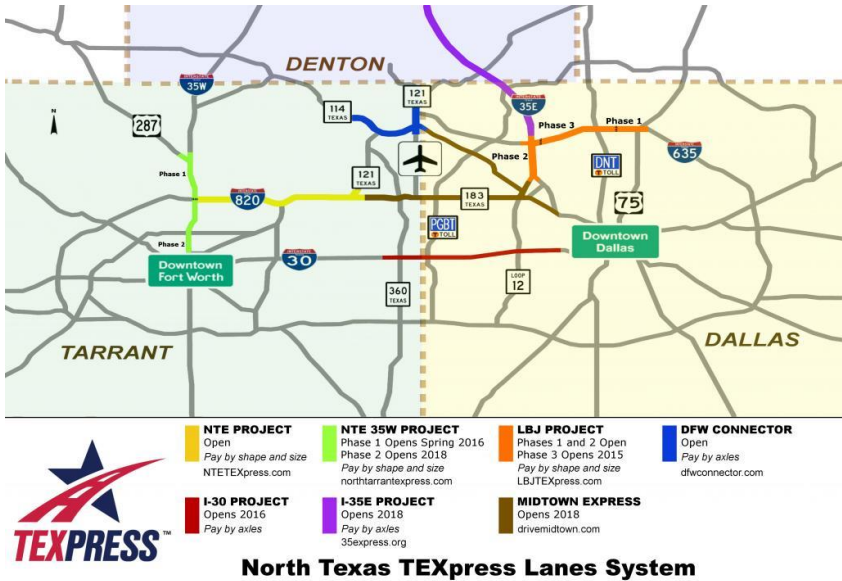 DENTON
INTERSTATE
35W
121
TEXAS
114
TEXAS
INTERSTATE
35E
287
Phase 3
Phase 1
Phase 2
INTERSTATE
635
DNT
TOLL
Phase 1
121
TEXAS
INTERSTATE
820
183
TEXAS
75
PGBT
TOLL
Phase 2
Downtown
Fort Worth
INTERSTATE
30
Downtown
Dallas
LOOP
12
360
TEXAS
N
TARRANT
DALLAS
NTE PROJECT
Open
Pay by shape and size
NTETEXpress.com
NTE 35W PROJECT
Phase 1 Opens Spring 2016
Phase 2 Opens 2018
Pay by shape and size
northtarrantexpress.com
LBJ PROJECT
Phases 1 and 2 Open
Phase 3 Opens 2015
Pay by shape and size
LBJTEXPress.com
DFW CONNECTOR
Open
Pay by axles
dfwconnector.com
I-30 PROJECT
Opens 2016
Pay by axles
I-35E PROJECT
Opens 2018
Pay by axles
35express.org
MIDTOWN EXPRESS
Opens 2018
drivemidtown.com
TEXPRESS™
North Texas TEXpress Lanes System